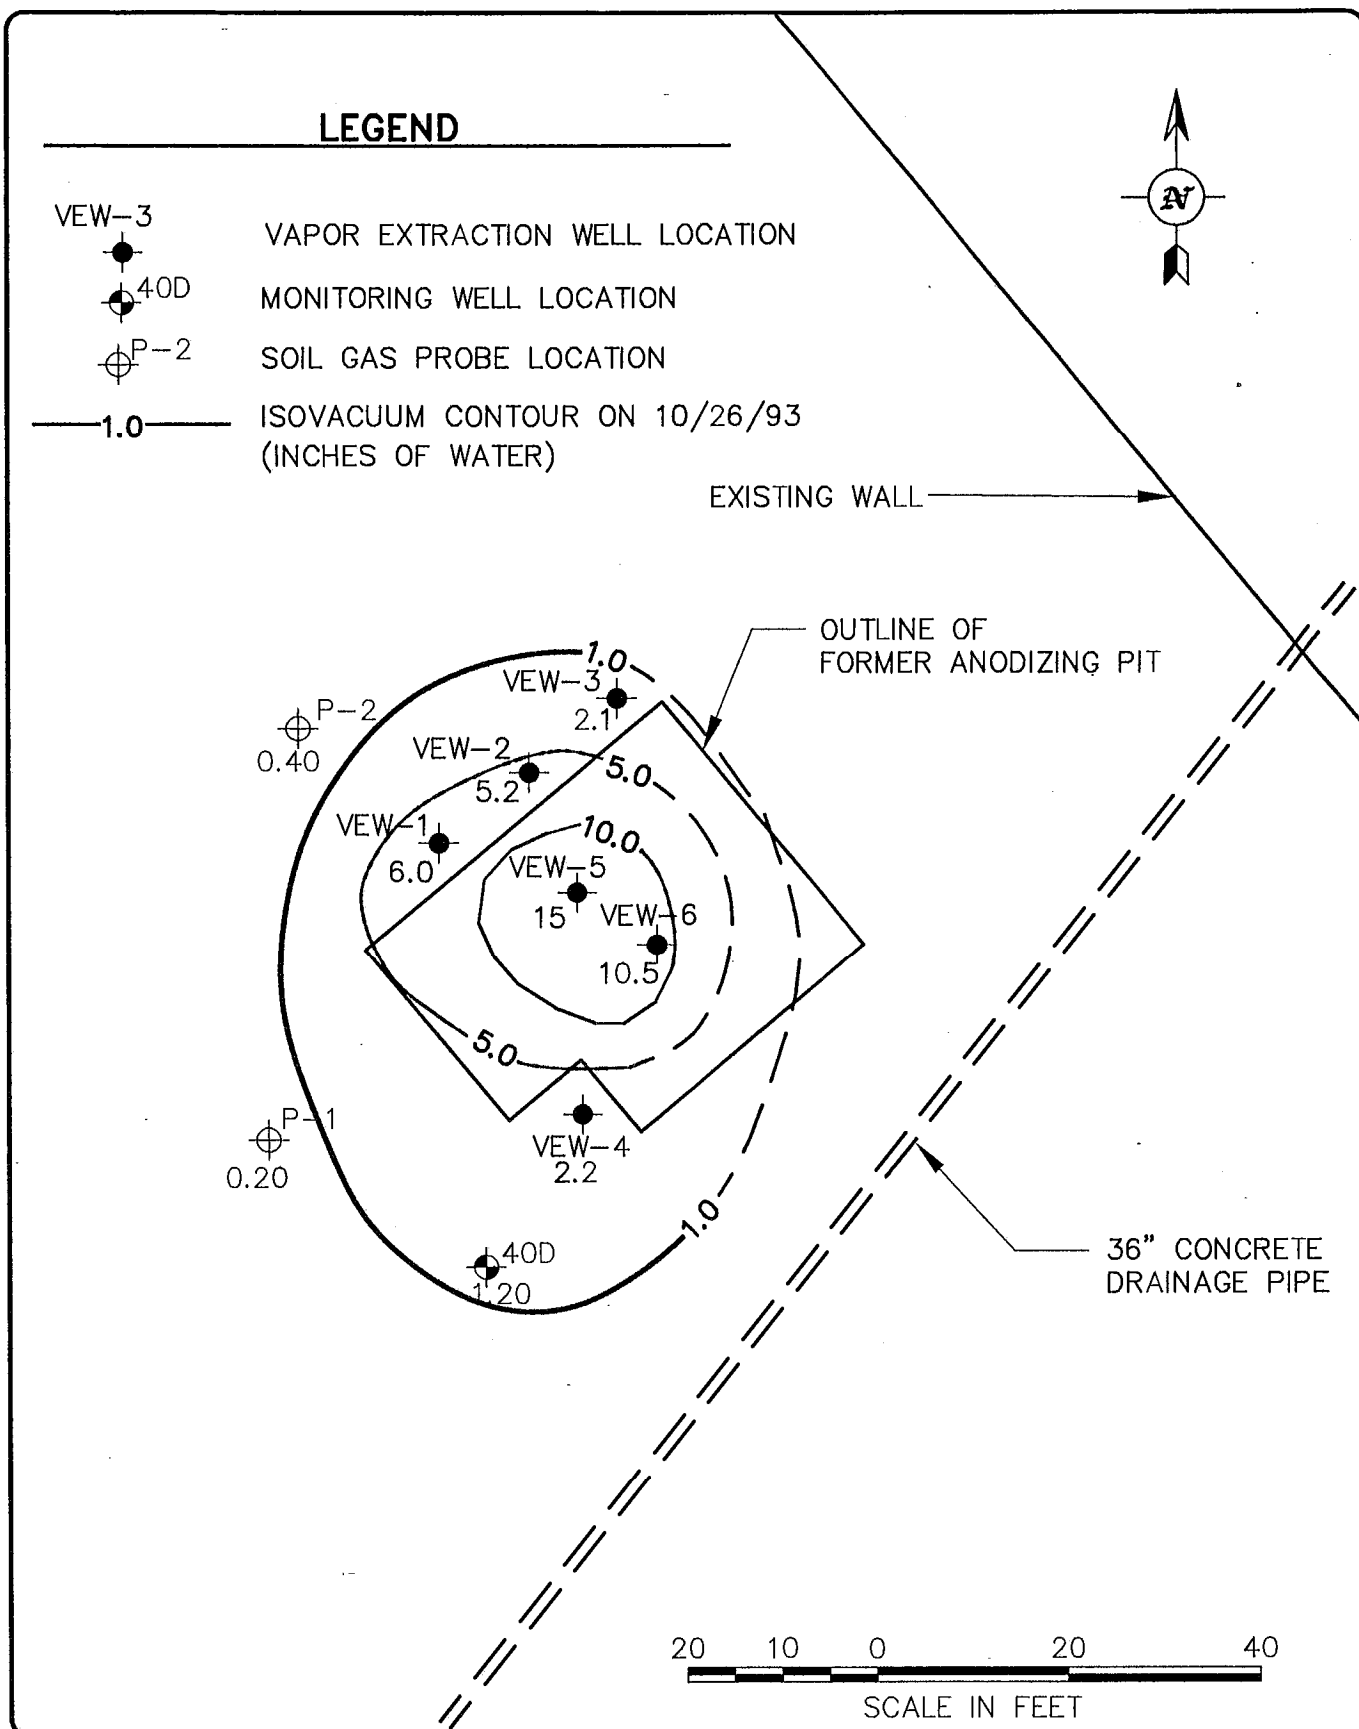 LEGEND
VEW-3
VAPOR EXTRACTION WELL LOCATION
40D
MONITORING WELL LOCATION
P-2
SOIL GAS PROBE LOCATION
1.0
ISOVACUUM CONTOUR ON 10/26/93
(INCHES OF WATER)
N
EXISTING WALL
OUTLINE OF
FORMER ANODIZING PIT
1.0
VEW-3
2.1
P-2
0.40
VEW-2
5.2
5.0
VEW-1
6.0
10.0
VEW-5
15
VEW-6
10.5
5.0
P-1
0.20
VEW-4
2.2
1.0
40D
1.20
36" CONCRETE
DRAINAGE PIPE
20 10 0 20 40
SCALE IN FEET